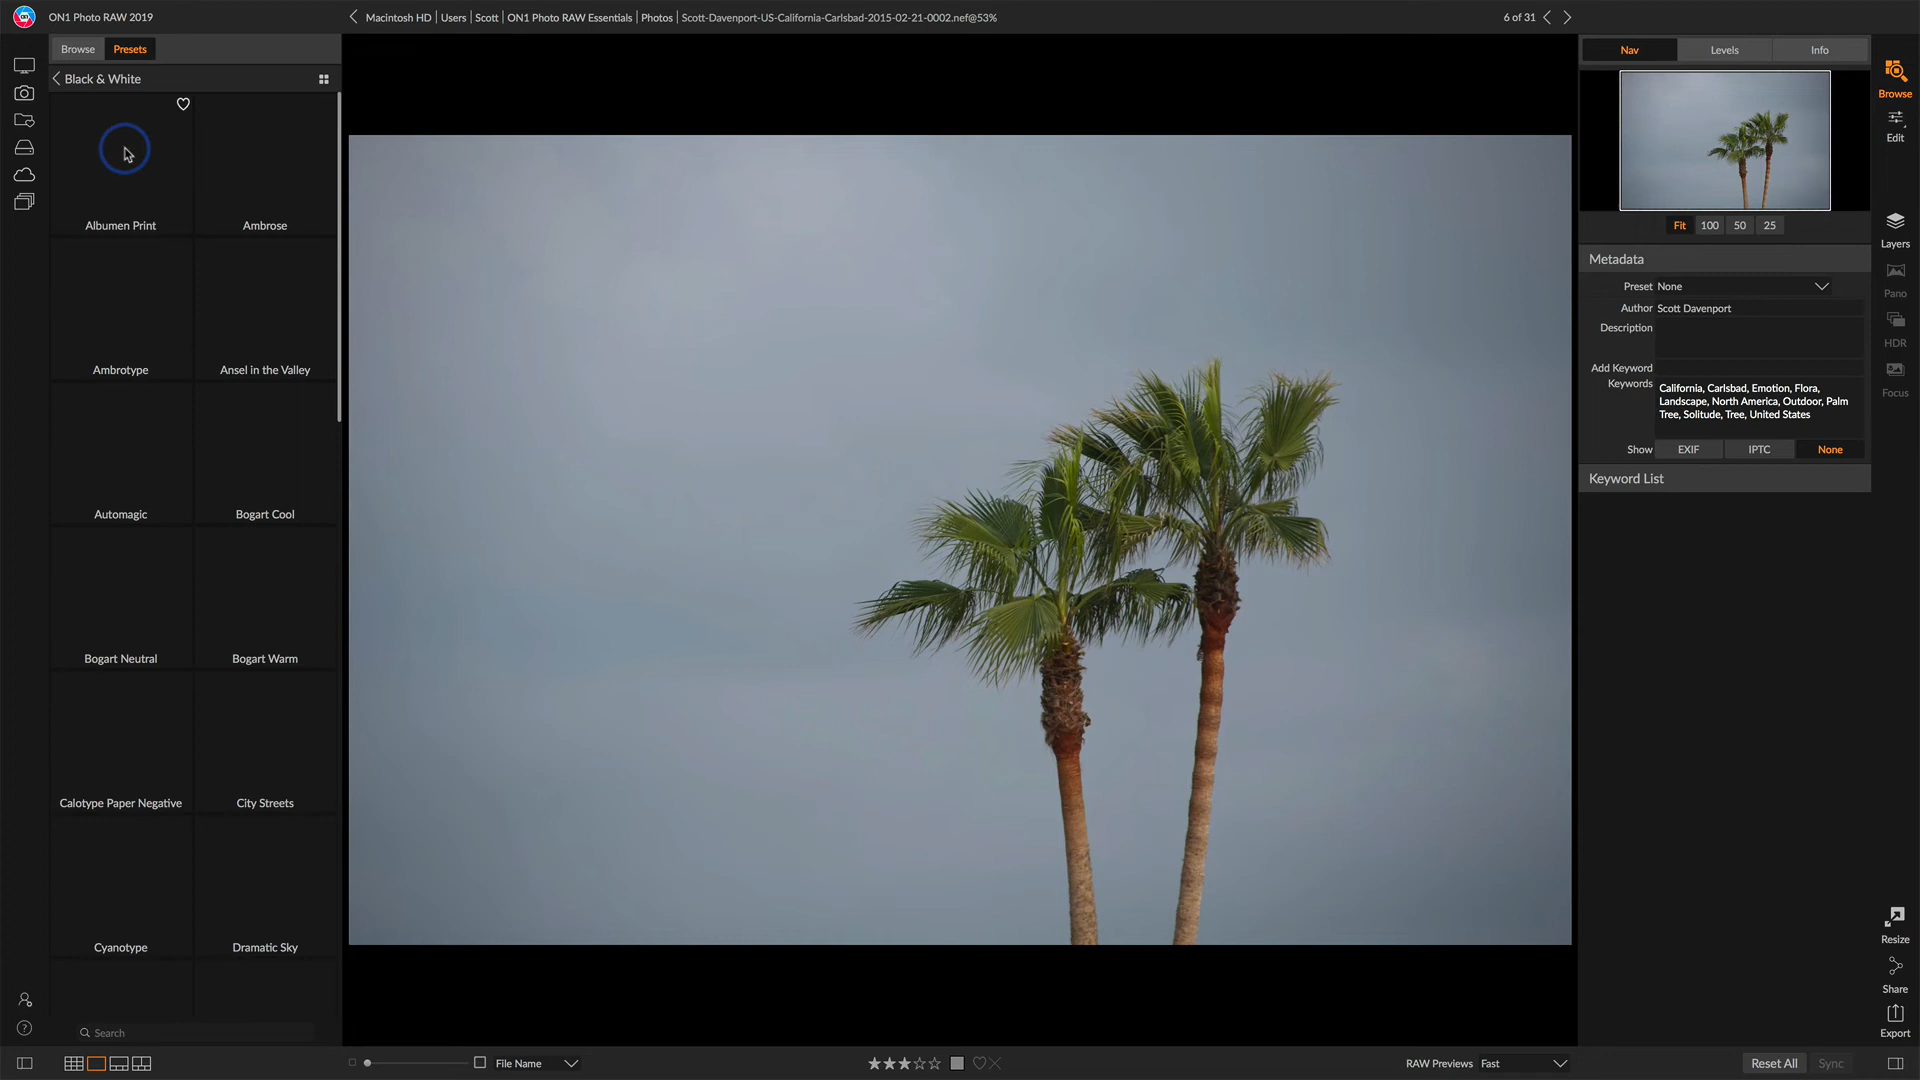 ON1 Photo RAW 2019
Macintosh HD | Users | Scott | ON1 Photo RAW Essentials | Photos | Scott-Davenport-US-California-Carlsbad-2015-02-21-0002.nef@53%
6 of 31
Browse
Presets
Black & White
Albumen Print
Ambrose
Ambrotype
Ansel in the Valley
Automagic
Bogart Cool
Bogart Neutral
Bogart Warm
Calotype Paper Negative
City Streets
Cyanotype
Dramatic Sky
Search
File Name
RAW Previews Fast
Reset All
Sync
Nav
Levels
Info
Fit
100
50
25
Metadata
Preset None
Author Scott Davenport
Description
Add Keyword
Keywords
California, Carlsbad, Emotion, Flora,
Landscape, North America, Outdoor, Palm
Tree, Solitude, Tree, United States
Show
EXIF
IPTC
None
Keyword List
Browse
Edit
Layers
Pano
HDR
Focus
Resize
Share
Export